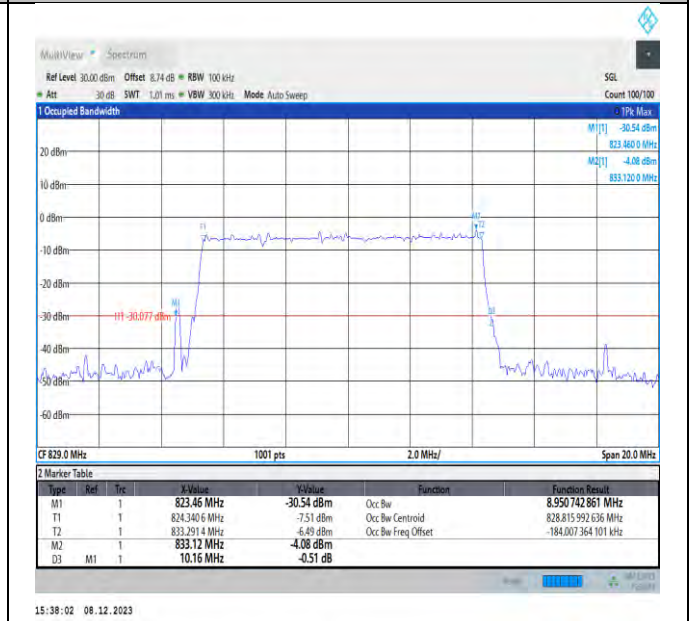 MultiView Spectrum
Ref Level 30.00 dBm Offset 8.74 dB RBW 100 kHz SGL
Att 30 dB SWT 1.01 ms VBW 300 kHz Mode Auto Sweep Count 100/100
1 Occupied Bandwidth 1Pk Max
M1[1] -30.54 dBm
823.460 0 MHz
M2[1] -4.08 dBm
833.120 0 MHz
20 dBm
10 dBm
0 dBm
M2
T1 T2
-10 dBm
-20 dBm
M1
-30 dBm H1 -30.077 dBm
-40 dBm
-50 dBm
-60 dBm
CF 829.0 MHz 1001 pts 2.0 MHz/ Span 20.0 MHz
2 Marker Table
Type Ref Trc X-Value Y-Value Function Function Result
M1 1 823.46 MHz -30.54 dBm Occ Bw 8.950 742 861 MHz
T1 1 824.340 6 MHz -7.51 dBm Occ Bw Centroid 828.815 992 636 MHz
T2 1 833.291 4 MHz -6.49 dBm Occ Bw Freq Offset -184.007 364 101 kHz
M2 1 833.12 MHz -4.08 dBm
D3 M1 1 10.16 MHz -0.51 dB
15:38:02 08.12.2023